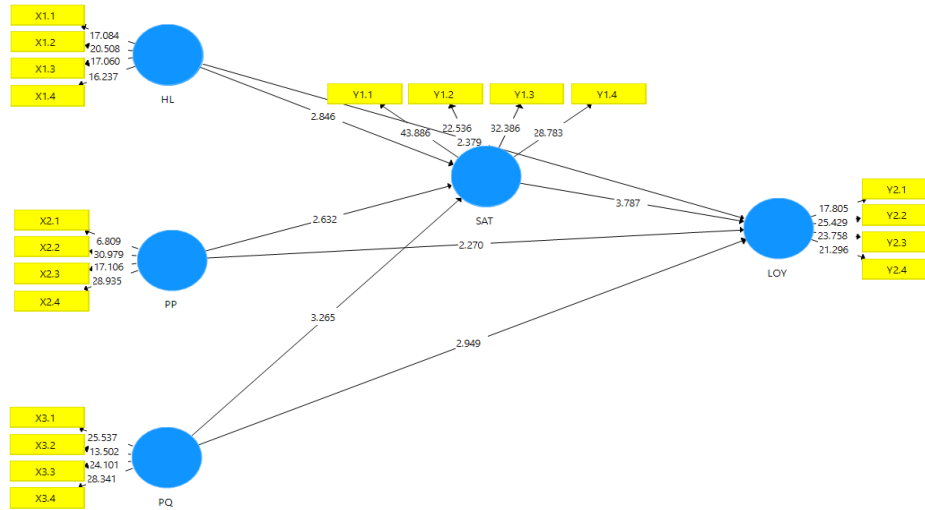 X1.1
17.084
X1.2
20.508
X1.3
17.060
16.237
X1.4
HL
Y1.1
Y1.2
Y1.3
Y1.4
2.846
43.886
22.536
32.386
28.783
2.379
SAT
3.787
Y2.1
17.805
Y2.2
25.429
23.758
Y2.3
21.296
Y2.4
LOY
X2.1
6.809
X2.2
30.979
17.106
X2.3
28.935
X2.4
PP
2.632
2.270
3.265
2.949
X3.1
25.537
X3.2
13.502
24.101
X3.3
28.341
X3.4
PQ